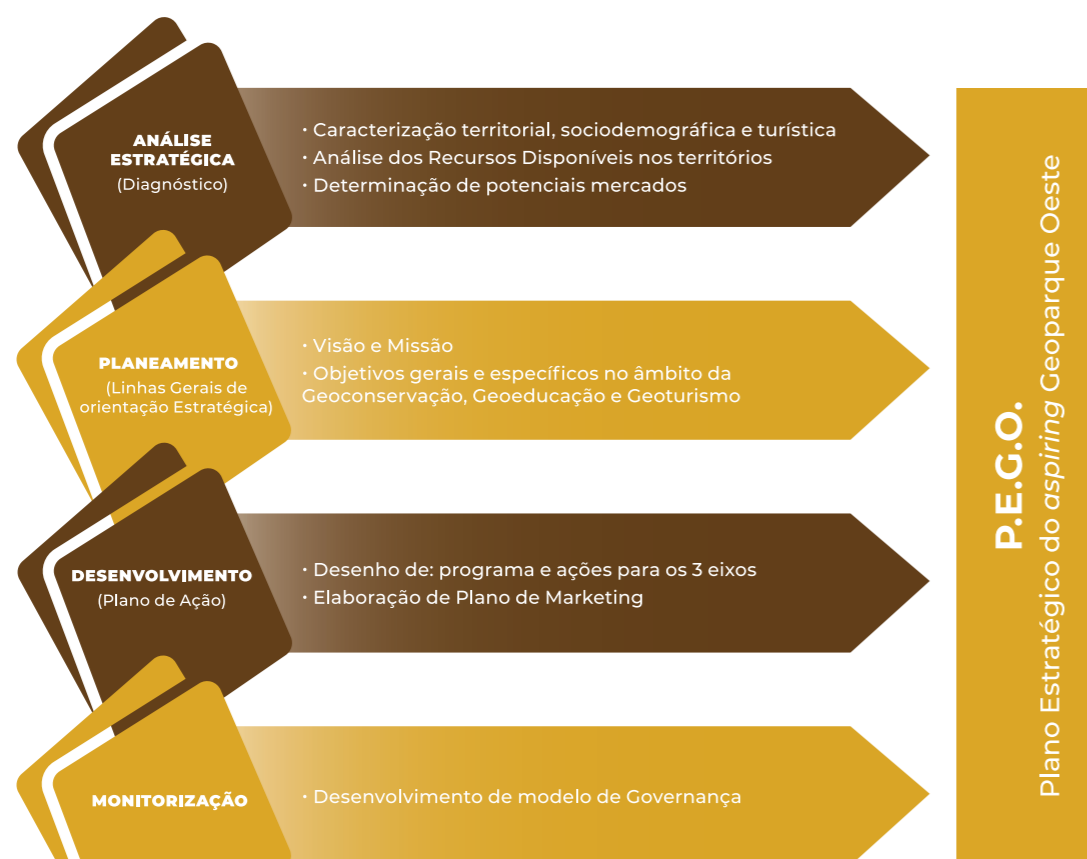 ANÁLISE
ESTRATÉGICA
(Diagnóstico)
· Caracterização territorial, sociodemográfica e turística
· Análise dos Recursos Disponíveis nos territórios
· Determinação de potenciais mercados
PLANEAMENTO
(Linhas Gerais de
orientação Estratégica)
· Visão e Missão
· Objetivos gerais e específicos no âmbito da
Geoconservação, Geoeducação e Geoturismo
DESENVOLVIMENTO
(Plano de Ação)
· Desenho de: programa e ações para os 3 eixos
· Elaboração de Plano de Marketing
MONITORIZAÇÃO
· Desenvolvimento de modelo de Governança
P.E.G.O.
Plano Estratégico do aspiring Geoparque Oeste